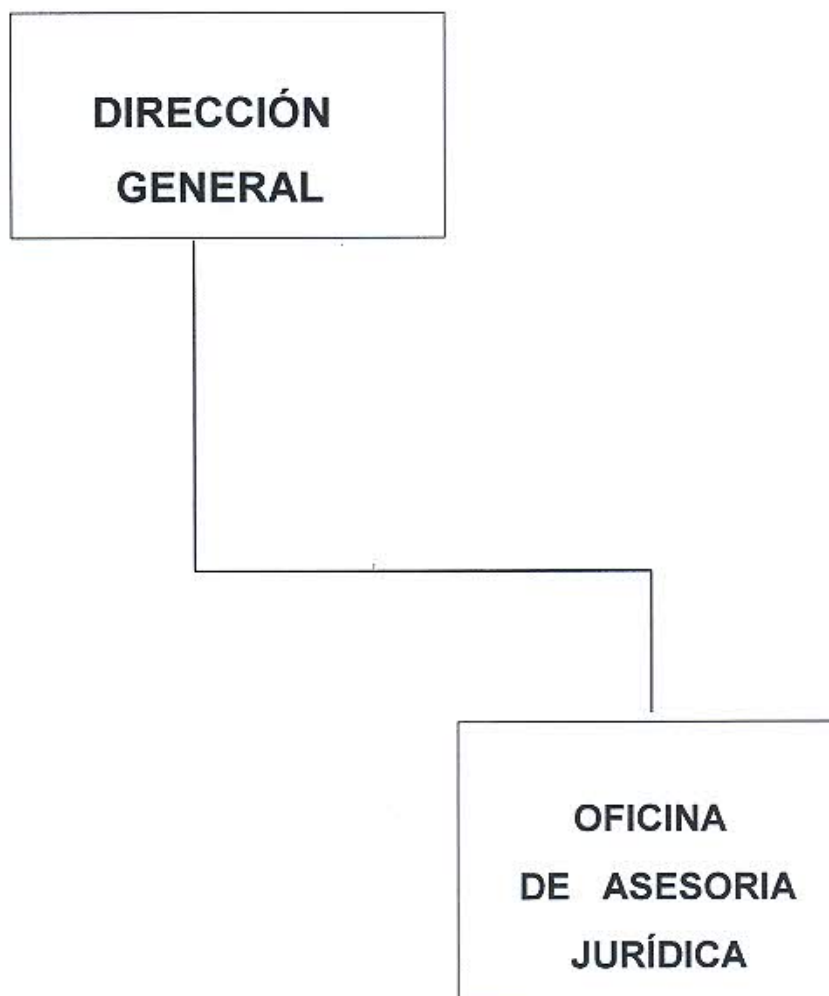 DIRECCIÓN
GENERAL
OFICINA
DE ASESORIA
JURÍDICA